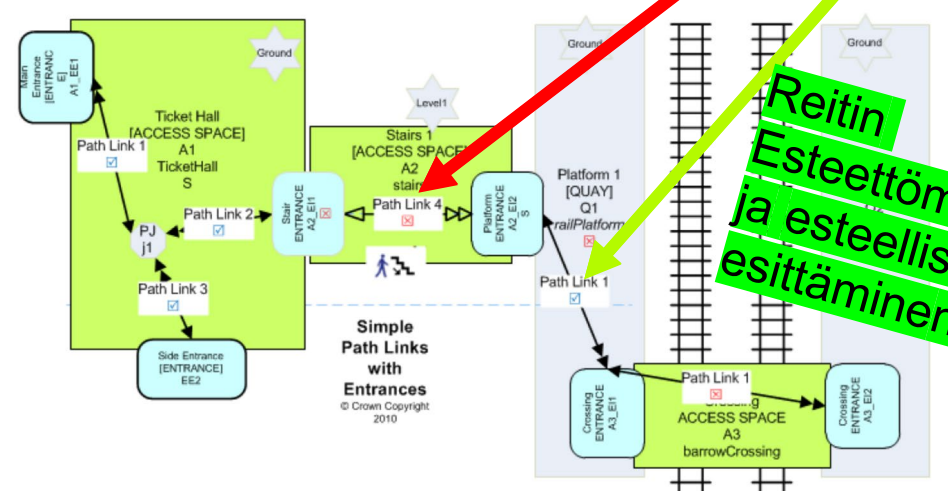 Main
Entrance
[ENTRANC
E]
A1_EE1
Ground
Ticket Hall
[ACCESS SPACE]
A1
TicketHall
S
Path Link 1
Path Link 2
PJ
j1
Path Link 3
Side Entrance
[ENTRANCE]
EE2
Level1
Stairs 1
[ACCESS SPACE]
A2
stairs
Stair
ENTRANCE
A2_EI1
Path Link 4
Platform
ENTRANCE
A2_EI2
S
Simple
Path Links
with
Entrances
© Crown Copyright
2010
Ground
Platform 1
[QUAY]
Q1
railPlatform
Path Link 1
Crossing
ENTRANCE
A3_EI1
Path Link 1
Crossing
ACCESS SPACE
A3
barrowCrossing
Crossing
ENTRANCE
A3_EI2
Ground
Reitin
Esteettöm
ja esteellis
esittäminen